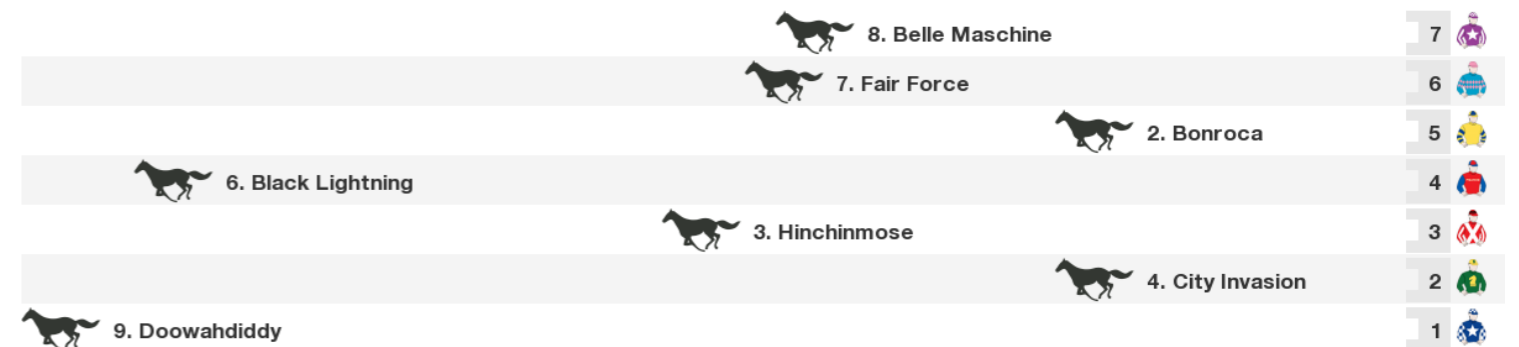 8. Belle Maschine 7
7. Fair Force 6
2. Bonroca 5
6. Black Lightning 4
3. Hinchinmose 3
4. City Invasion 2
9. Doowahdiddy 1